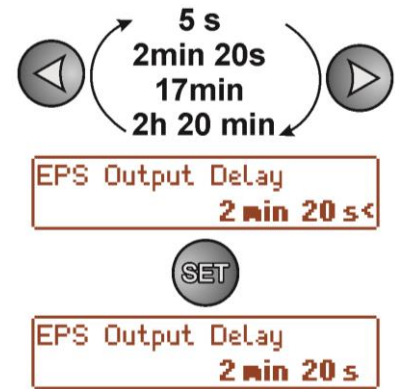 5 s
2min 20s
17min
2h 20 min
EPS Output Delay
2 min 20 s<
SET
EPS Output Delay
2 min 20 s